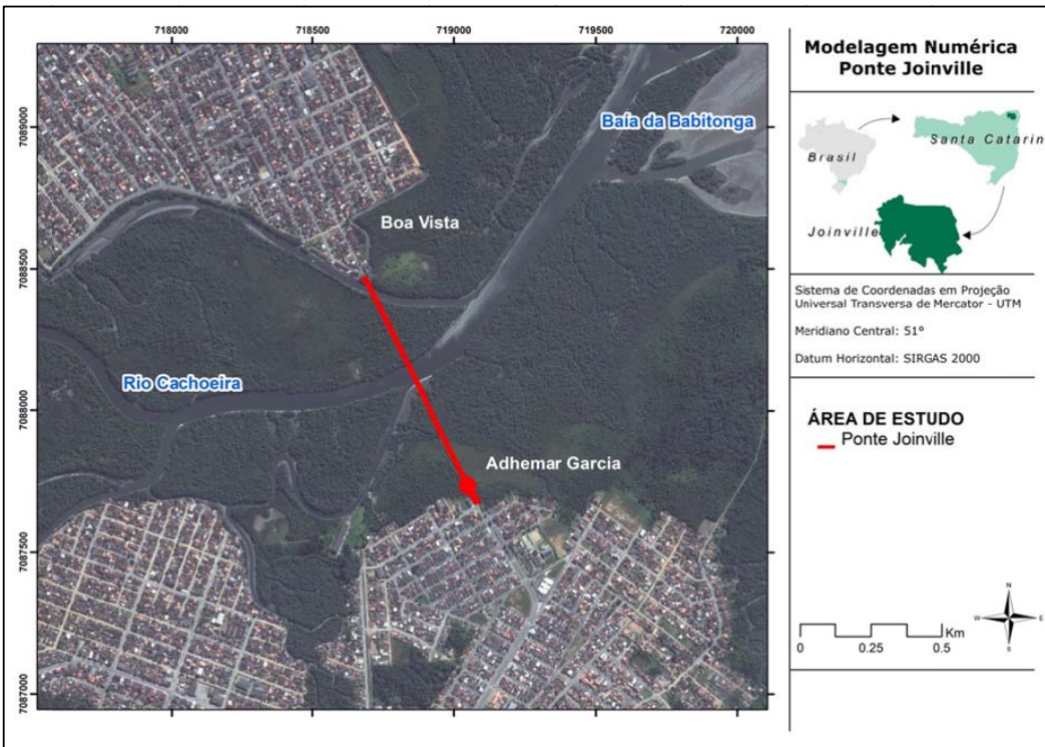 718000
718500
719000
719500
720000
7089000
7088500
7088000
7087500
7087000
Baía da Babitonga
Boa Vista
Rio Cachoeira
Adhemar Garcia
Modelagem Numérica
Ponte Joinville
Brasil
Santa Catarin
Joinville
Sistema de Coordenadas em Projeção
Universal Transversa de Mercator - UTM
Meridiano Central: 51°
Datum Horizontal: SIRGAS 2000
ÁREA DE ESTUDO
Ponte Joinville
N
W
E
S
Km
0 0.25 0.5